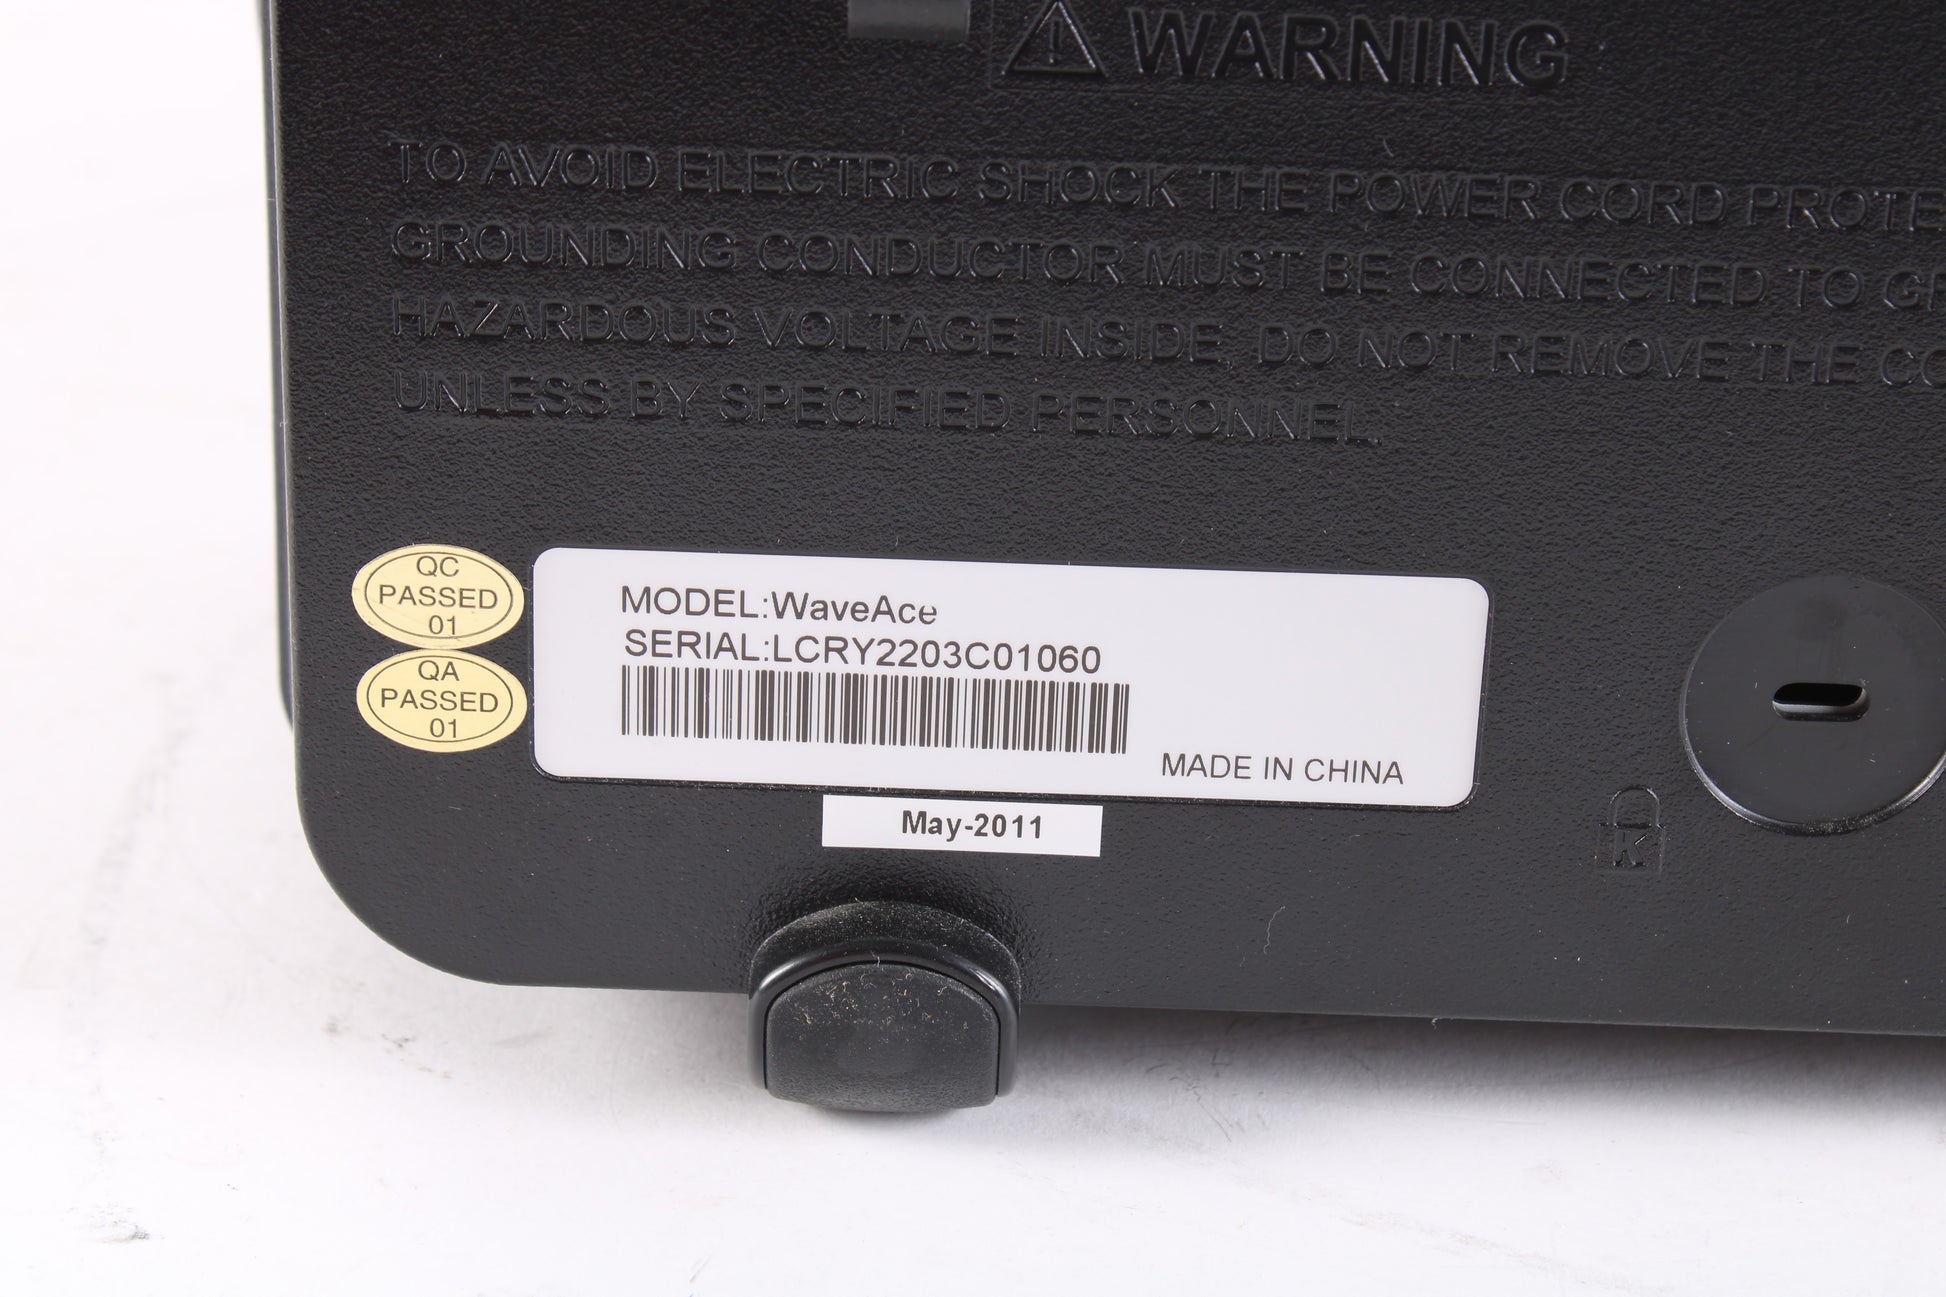 WARNING
TO AVOID ELECTRIC SHOCK THE POWER CORD PROTE
GROUNDING CONDUCTOR MUST BE CONNECTED TO
HAZARDOUS VOLTAGE INSIDE, DO NOT REMOVE THE
UNLESS BY SPECIFIED PERSONNEL.
QC
PASSED
01
QA
PASSED
01
MODEL:WaveAce
SERIAL:LCRY2203C01060
MADE IN CHINA
May-2011
K